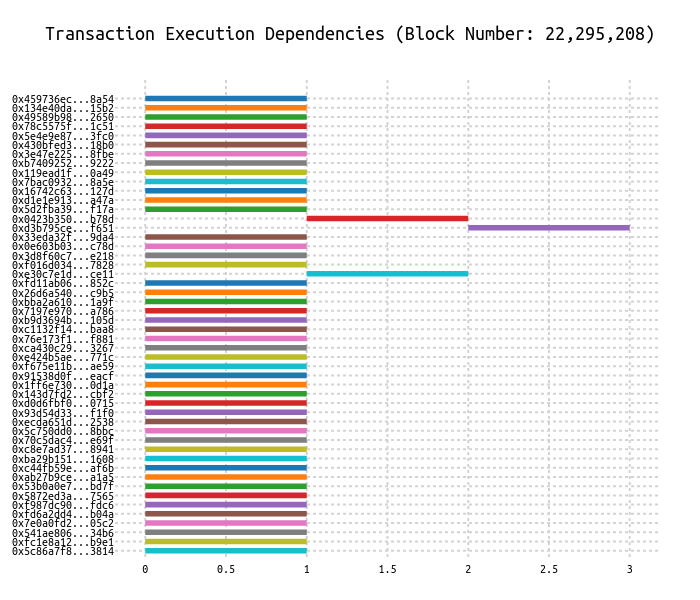 Transaction Execution Dependencies (Block Number: 22,295,208)
0x459736ec...8a54
0x134e40da...15b2
0x49589b98...2650
0x78c5575f...1c51
0x5e4e9e87...3fc0
0x430bfed3...18b0
0x3e47e225...8fbe
0xb7409252...9222
0x119ead1f...0a49
0x7bac0932...8a5e
0x16742c63...127d
0xd1e1e913...a47a
0x5d2fba39...f17a
0x0423b350...b78d
0xd3b795ce...f651
0x33eda32f...9da4
0x0e603b03...c78d
0x3d8f60c7...e218
0xf016d034...7828
0xe30c7e1d...ce11
0xfd11ab06...852c
0x26d6a540...c9b5
0xbba2a610...1a9f
0x7197e970...a786
0xb9d3694b...105d
0xc1132f14...baa8
0x76e173f1...f881
0xca430c29...3267
0xe424b5ae...771c
0xf675e11b...ae59
0x91538d0f...eacf
0x1ff6e730...0d1a
0x143d7fd2...cbf2
0xd0d6fbf0...0715
0x93d54d33...f1f0
0xecda651d...2538
0x5c750dd0...8bbc
0x70c5dac4...e69f
0xc8e7ad37...8941
0xba29b151...1608
0xc44fb59e...af6b
0xab27b9ce...a1a5
0x53b0a0e7...bd7f
0x5872ed3a...7565
0xf987dc90...fdc6
0xfd6a2dd4...b04a
0x7e0a0fd2...05c2
0x541ae806...34b6
0xfc1e8a12...b9e1
0x5c86a7f8...3814
0 0.5 1 1.5 2 2.5 3